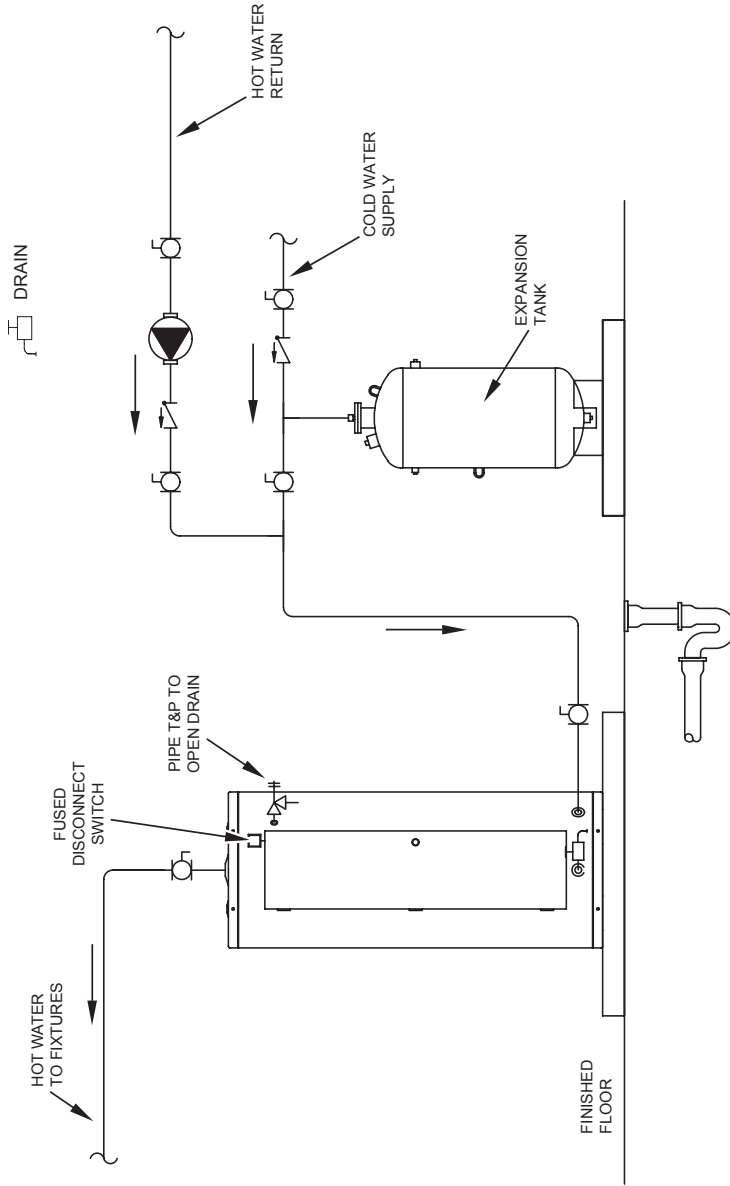 DRAIN
HOT WATER
RETURN
COLD WATER
SUPPLY
EXPANSION
TANK
PIPE T&P TO
OPEN DRAIN
FUSED
DISCONNECT
SWITCH
HOT WATER
TO FIXTURES
FINISHED
FLOOR